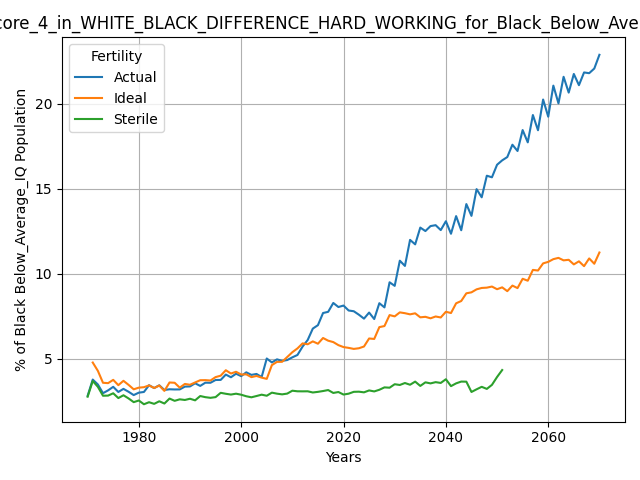 core_4_in_WHITE_BLACK_DIFFERENCE_HARD_WORKING_for_Black_Below_Ave
Fertility
Actual
Ideal
Sterile
% of Black Below_Average_IQ Population
20
15
10
5
1980 2000 2020 2040 2060
Years